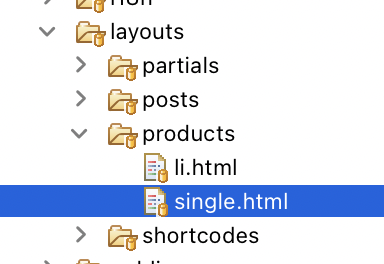 layouts
partials
posts
products
li.html
single.html
shortcodes